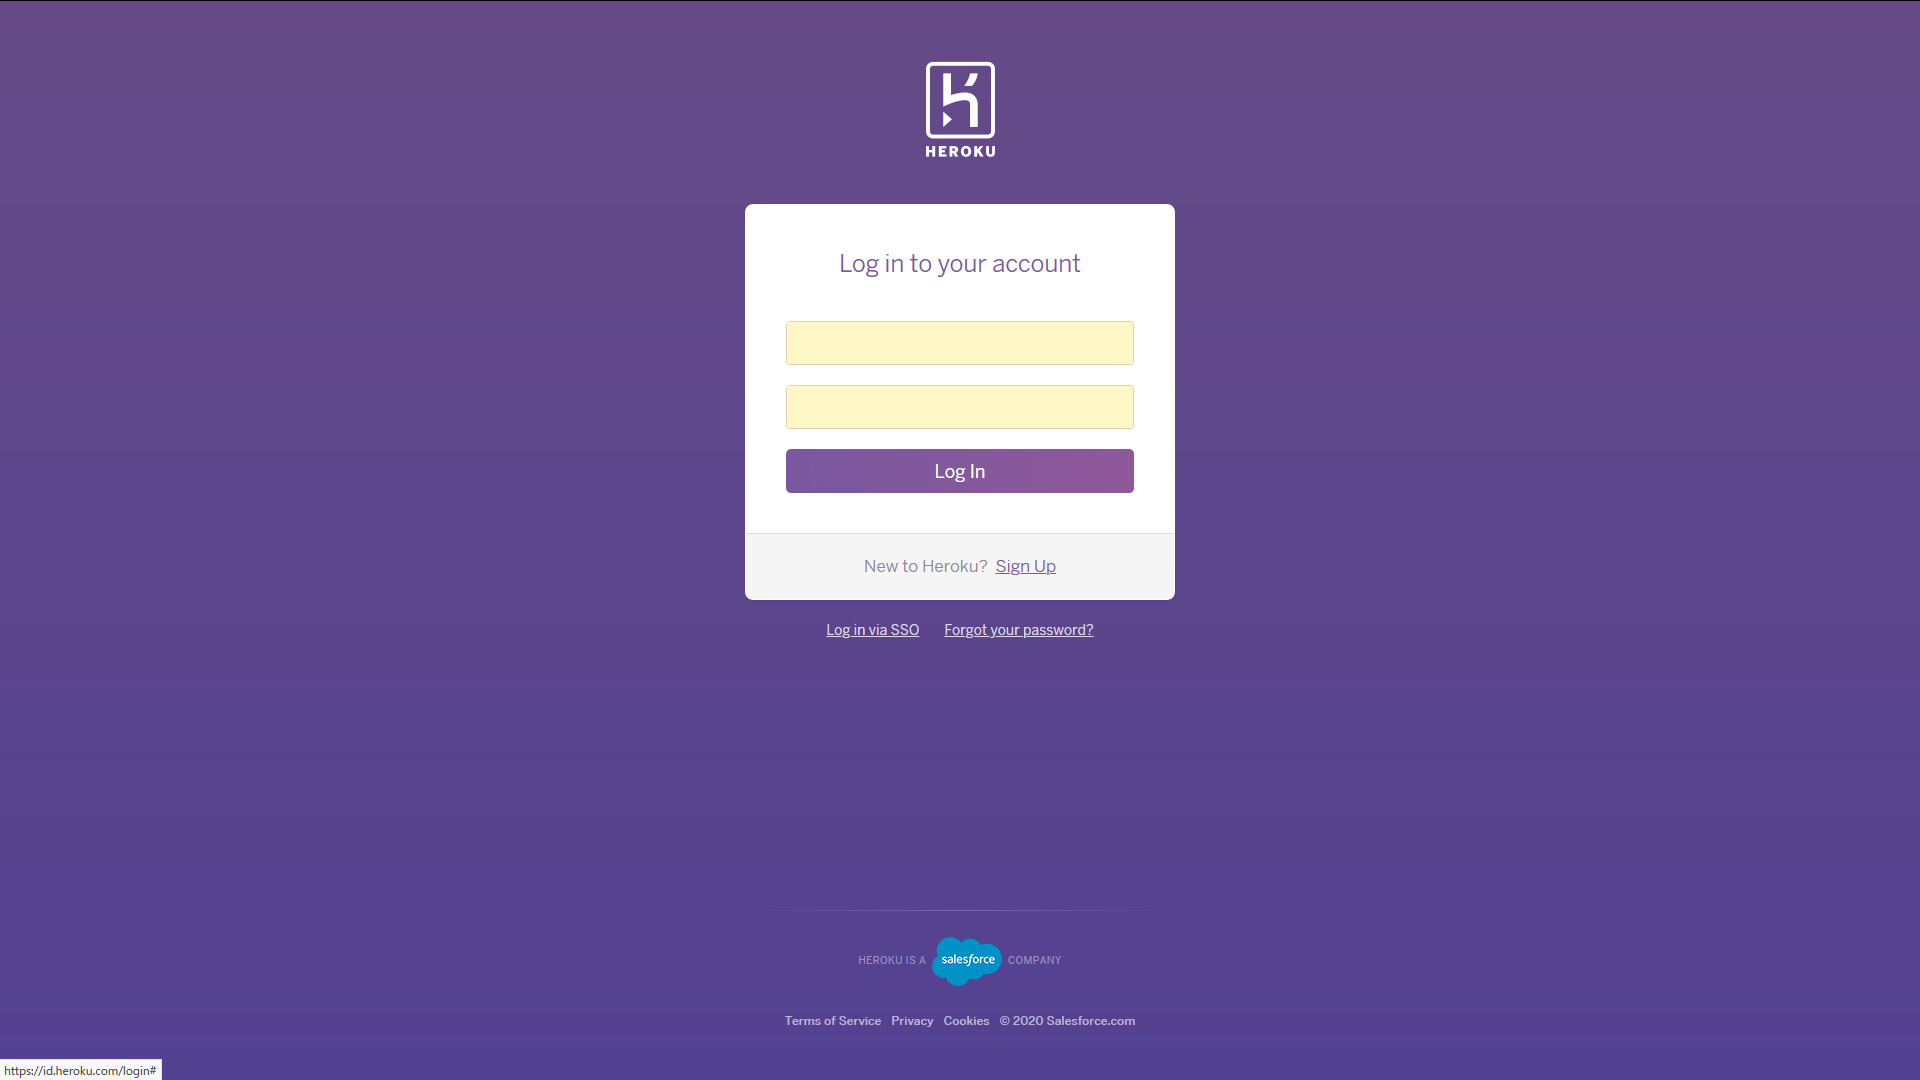 HEROKU
Log in to your account
Log In
New to Heroku? Sign Up
Log in via SSO Forgot your password?
HEROKU IS A salesforce COMPANY
Terms of Service Privacy Cookies © 2020 Salesforce.com
https://id.heroku.com/login#